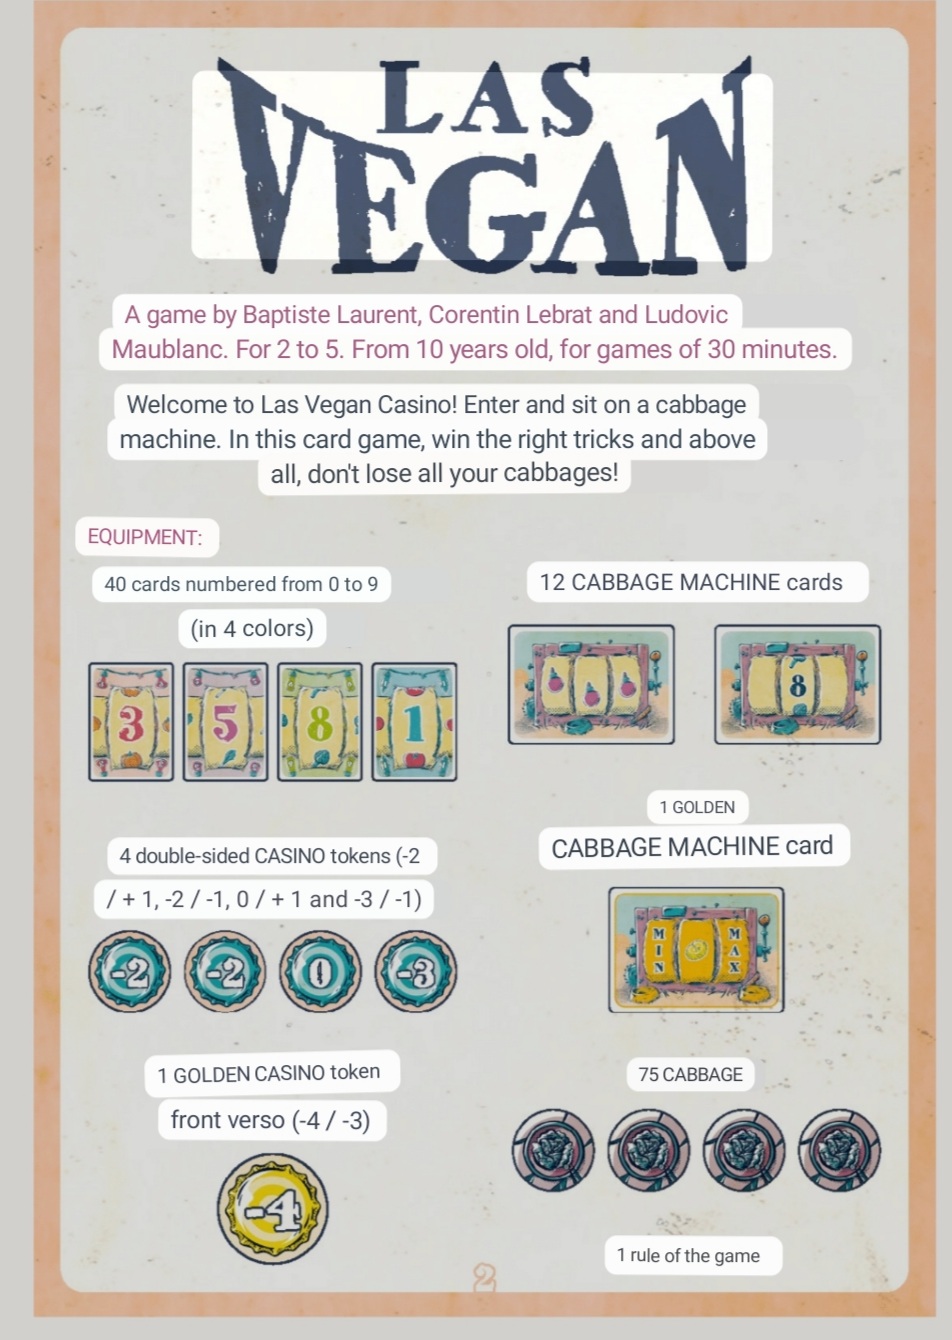 LAS
VEGAN
A game by Baptiste Laurent, Corentin Lebrat and Ludovic
Maublanc. For 2 to 5. From 10 years old, for games of 30 minutes.
Welcome to Las Vegan Casino! Enter and sit on a cabbage
machine. In this card game, win the right tricks and above
all, don't lose all your cabbages!
EQUIPMENT:
40 cards numbered from 0 to 9
(in 4 colors)
3 5 8 1
12 CABBAGE MACHINE cards
8
4 double-sided CASINO tokens (-2
/ + 1, -2 / -1, 0 / + 1 and -3 / -1)
-2 -2 0 -3
1 GOLDEN
CABBAGE MACHINE card
MIN MAX
1 GOLDEN CASINO token
front verso (-4 / -3)
-4
75 CABBAGE
1 rule of the game
2